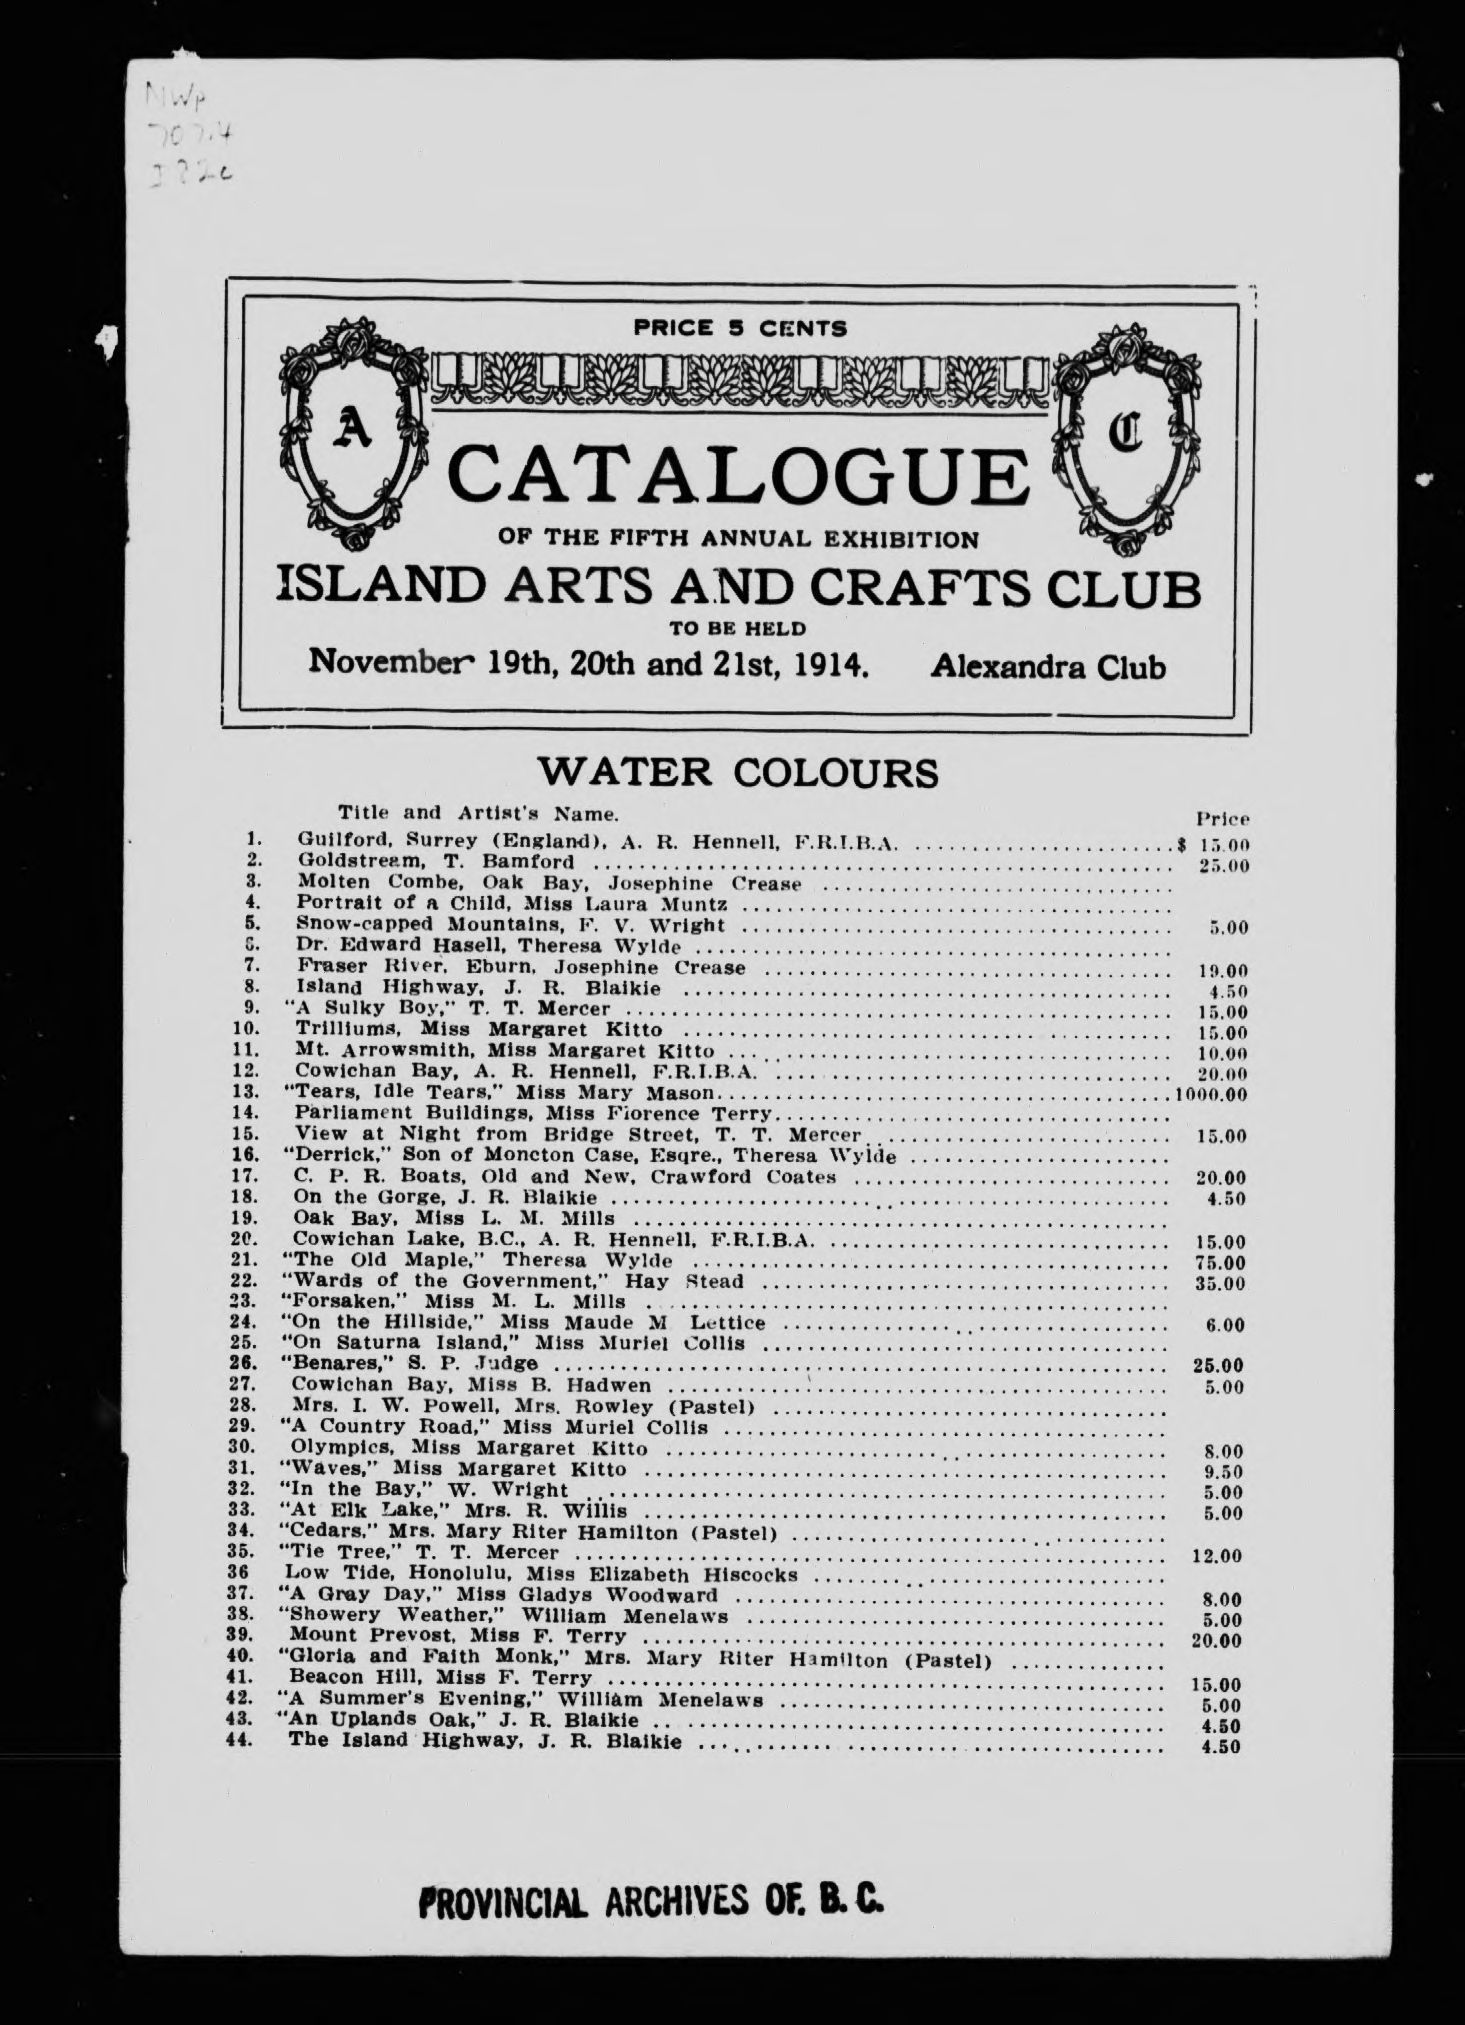 NWp
707.4
I82c
PRICE 5 CENTS
A
C
CATALOGUE
OF THE FIFTH ANNUAL EXHIBITION
ISLAND ARTS AND CRAFTS CLUB
TO BE HELD
November 19th, 20th and 21st, 1914. Alexandra Club
WATER COLOURS
Title and Artist's Name. Price
1. Guilford, Surrey (England), A. R. Hennell, F.R.I.B.A. ........................ $ 15.00
2. Goldstream, T. Bamford ........................ 25.00
3. Molten Combe, Oak Bay, Josephine Crease ........................
4. Portrait of a Child, Miss Laura Muntz ........................
5. Snow-capped Mountains, F. V. Wright ........................ 5.00
6. Dr. Edward Hasell, Theresa Wylde ........................
7. Fraser River, Eburn, Josephine Crease ........................ 19.00
8. Island Highway, J. R. Blaikie ........................ 4.50
9. "A Sulky Boy," T. T. Mercer ........................ 15.00
10. Trilliums, Miss Margaret Kitto ........................ 15.00
11. Mt. Arrowsmith, Miss Margaret Kitto ........................ 10.00
12. Cowichan Bay, A. R. Hennell, F.R.I.B.A. ........................ 20.00
13. "Tears, Idle Tears," Miss Mary Mason ........................ 1000.00
14. Parliament Buildings, Miss Florence Terry ........................
15. View at Night from Bridge Street, T. T. Mercer ........................ 15.00
16. "Derrick," Son of Moncton Case, Esqre., Theresa Wylde ........................
17. C. P. R. Boats, Old and New, Crawford Coates ........................ 20.00
18. On the Gorge, J. R. Blaikie ........................ 4.50
19. Oak Bay, Miss L. M. Mills ........................
20. Cowichan Lake, B.C., A. R. Hennell, F.R.I.B.A. ........................ 15.00
21. "The Old Maple," Theresa Wylde ........................ 75.00
22. "Wards of the Government," Hay Stead ........................ 35.00
23. "Forsaken," Miss M. L. Mills ........................
24. "On the Hillside," Miss Maude M Lettice ........................ 6.00
25. "On Saturna Island," Miss Muriel Collis ........................
26. "Benares," S. P. Judge ........................ 25.00
27. Cowichan Bay, Miss B. Hadwen ........................ 5.00
28. Mrs. I. W. Powell, Mrs. Rowley (Pastel) ........................
29. "A Country Road," Miss Muriel Collis ........................
30. Olympics, Miss Margaret Kitto ........................ 8.00
31. "Waves," Miss Margaret Kitto ........................ 9.50
32. "In the Bay," W. Wright ........................ 5.00
33. "At Elk Lake," Mrs. R. Willis ........................ 5.00
34. "Cedars," Mrs. Mary Riter Hamilton (Pastel) ........................
35. "Tie Tree," T. T. Mercer ........................ 12.00
36 Low Tide, Honolulu, Miss Elizabeth Hiscocks ........................
37. "A Gray Day," Miss Gladys Woodward ........................ 8.00
38. "Showery Weather," William Menelaws ........................ 5.00
39. Mount Prevost, Miss F. Terry ........................ 20.00
40. "Gloria and Faith Monk," Mrs. Mary Riter Hamilton (Pastel) ..............
41. Beacon Hill, Miss F. Terry ........................ 15.00
42. "A Summer's Evening," William Menelaws ........................ 5.00
43. "An Uplands Oak," J. R. Blaikie ........................ 4.50
44. The Island Highway, J. R. Blaikie ........................ 4.50
PROVINCIAL ARCHIVES OF. B. C.